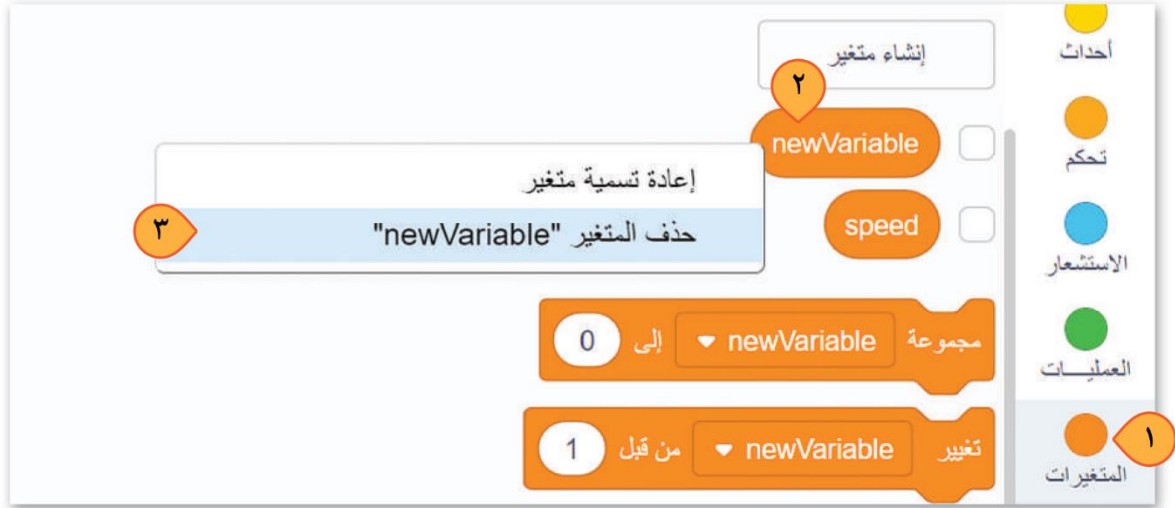 أحداث
تحكم
الاستشعار
العمليـــات
المتغيرات
١
إنشاء متغير
٢
newVariable
speed
إعادة تسمية متغير
حذف المتغير "newVariable"
٣
مجموعة newVariable إلى 0
تغيير newVariable من قبل 1